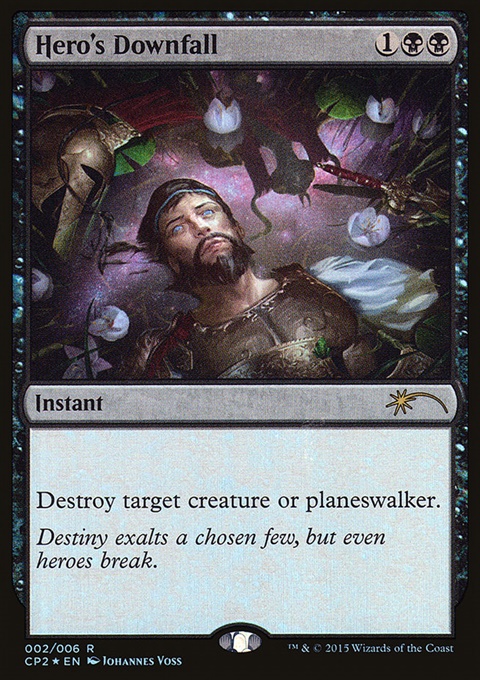 Hero's Downfall 1
Instant
Destroy target creature or planeswalker.
Destiny exalts a chosen few, but even
heroes break.
002/006 R
CP2 ★ EN Johannes Voss
™ & © 2015 Wizards of the Coast